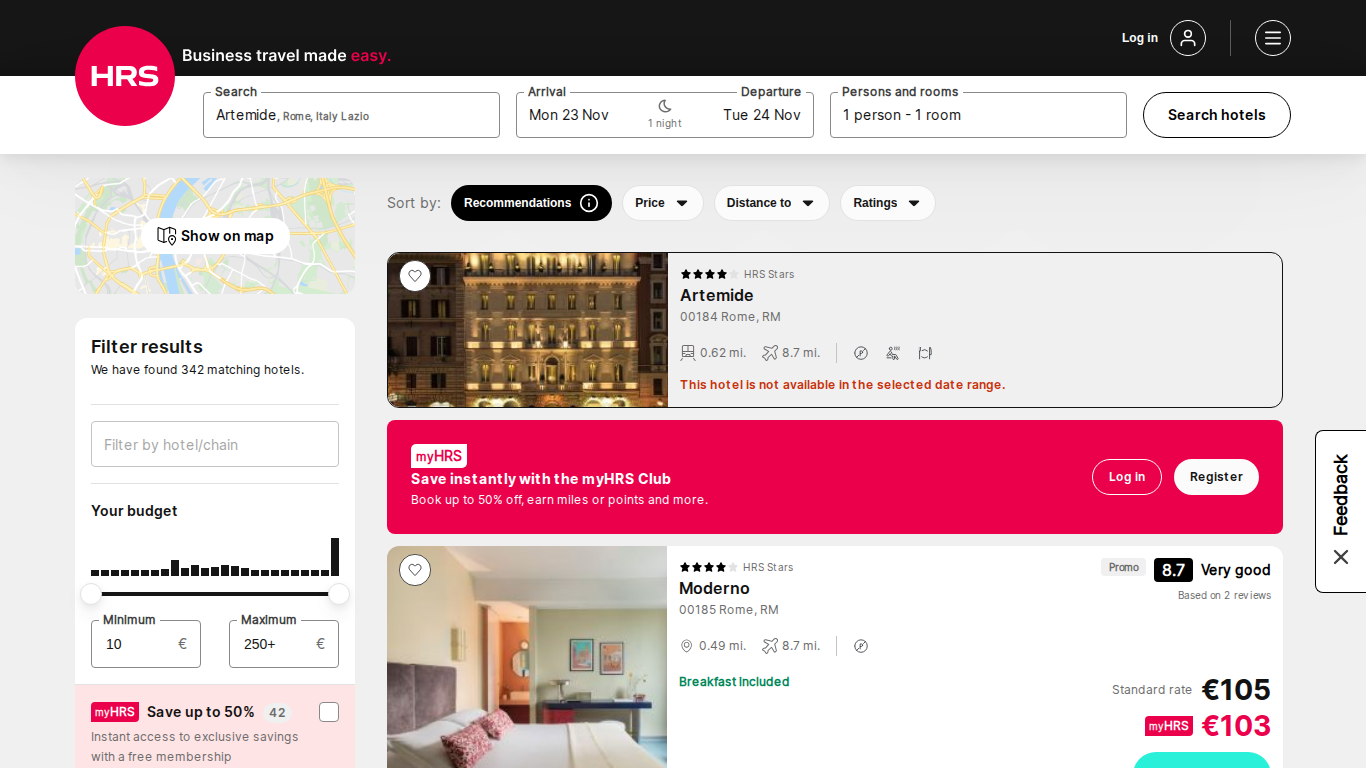 HRS
Business travel made easy.
Log in
Search
Artemide, Rome, Italy Lazio
Arrival
Departure
Mon 23 Nov
1 night
Tue 24 Nov
Persons and rooms
1 person - 1 room
Search hotels
Show on map
Sort by:
Recommendations
Price
Distance to
Ratings
Filter results
We have found 342 matching hotels.
Filter by hotel/chain
Your budget
Minimum
10 €
Maximum
250+ €
myHRS Save up to 50% 42
Instant access to exclusive savings
with a free membership
HRS Stars
Artemide
00184 Rome, RM
0.62 mi.
8.7 mi.
This hotel is not available in the selected date range.
myHRS
Save instantly with the myHRS Club
Book up to 50% off, earn miles or points and more.
Log in
Register
HRS Stars
Moderno
00185 Rome, RM
Promo
8.7
Very good
Based on 2 reviews
0.49 mi.
8.7 mi.
Breakfast Included
Standard rate €105
myHRS €103
Feedback